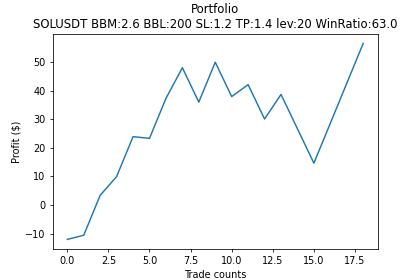 Portfolio
SOLUSDT BBM:2.6 BBL:200 SL:1.2 TP:1.4 lev:20 WinRatio:63.0
50
40
30
20
10
0
−10
Profit ($)
0.0 2.5 5.0 7.5 10.0 12.5 15.0 17.5
Trade counts